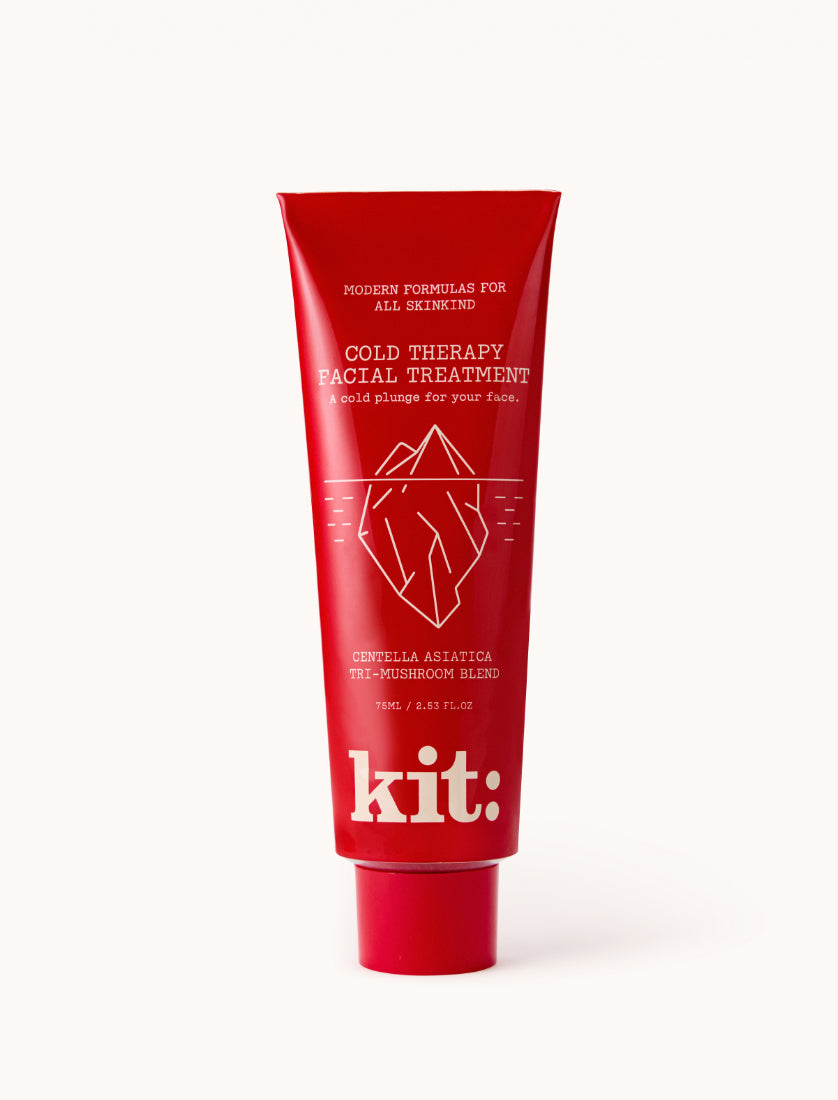 MODERN FORMULAS FOR
ALL SKINKIND
COLD THERAPY
FACIAL TREATMENT
A cold plunge for your face.
CENTELLA ASIATICA
TRI-MUSHROOM BLEND
75ML / 2.53 FL.OZ
kit: